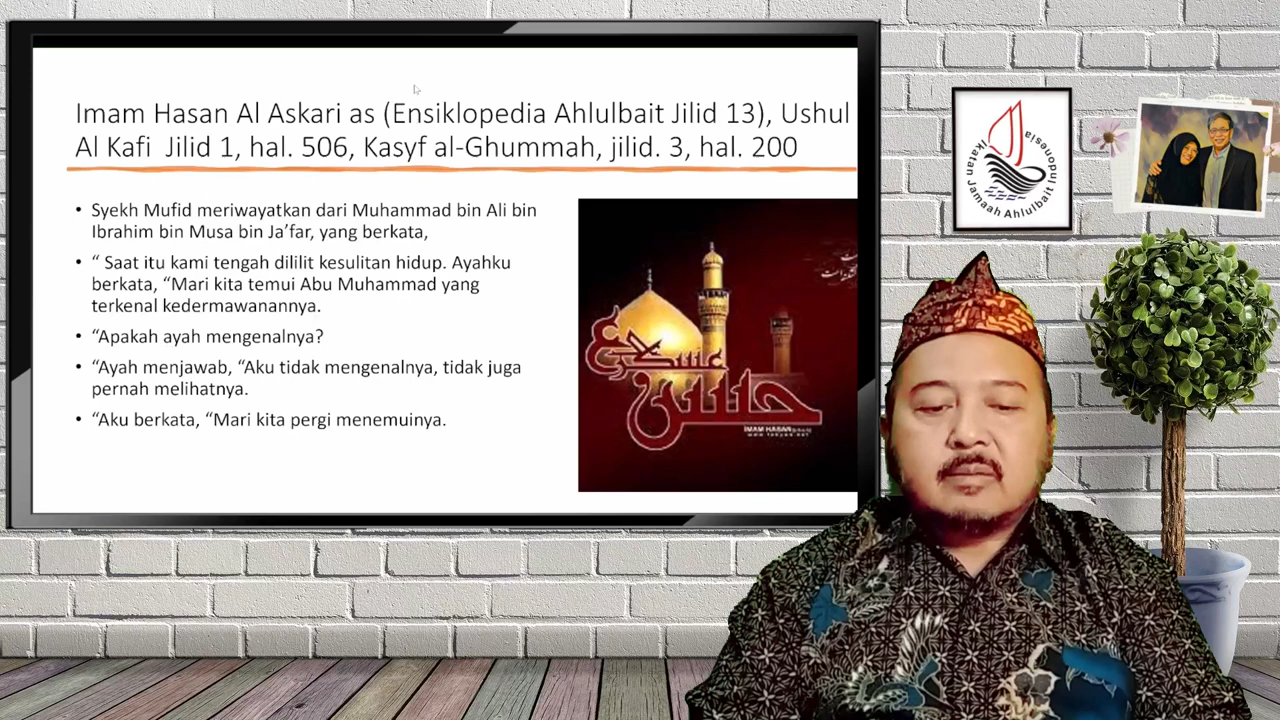 Imam Hasan Al Askari as (Ensiklopedia Ahlulbait Jilid 13), Ushul
Al Kafi Jilid 1, hal. 506, Kasyf al-Ghummah, jilid. 3, hal. 200
• Syekh Mufid meriwayatkan dari Muhammad bin Ali bin
Ibrahim bin Musa bin Ja’far, yang berkata,
• “ Saat itu kami tengah dililit kesulitan hidup. Ayahku
berkata, “Mari kita temui Abu Muhammad yang
terkenal kedermawanannya.
• “Apakah ayah mengenalnya?
• “Ayah menjawab, “Aku tidak mengenalnya, tidak juga
pernah melihatnya.
• “Aku berkata, “Mari kita pergi menemuinya.
حسن
عسکری
IMAM HASAN
Ikatan Jamaah Ahlulbait Indonesia